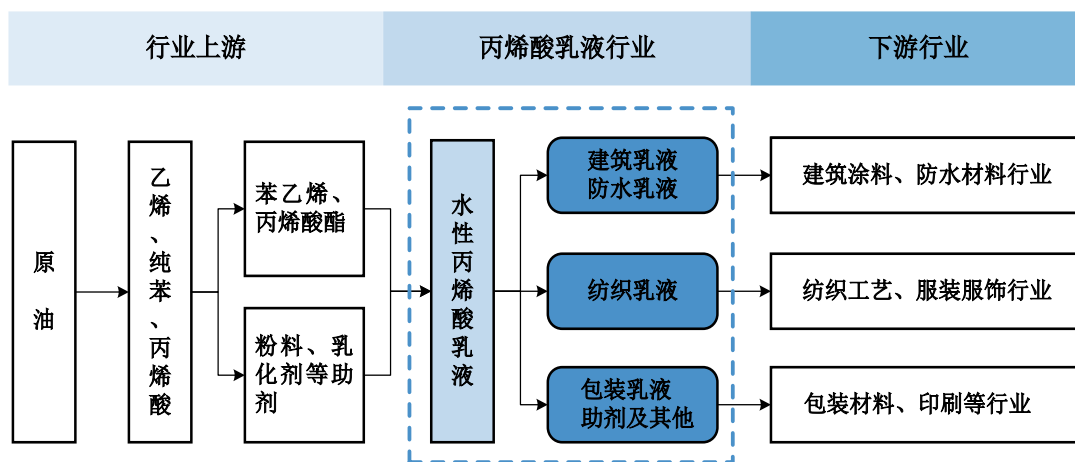 行业上游
丙烯酸乳液行业
下游行业
原油
乙烯、纯苯、丙烯酸
苯乙烯、
丙烯酸酯
粉料、乳
化剂等助
剂
水性丙烯酸乳液
建筑乳液
防水乳液
纺织乳液
包装乳液
助剂及其他
建筑涂料、防水材料行业
纺织工艺、服装服饰行业
包装材料、印刷等行业